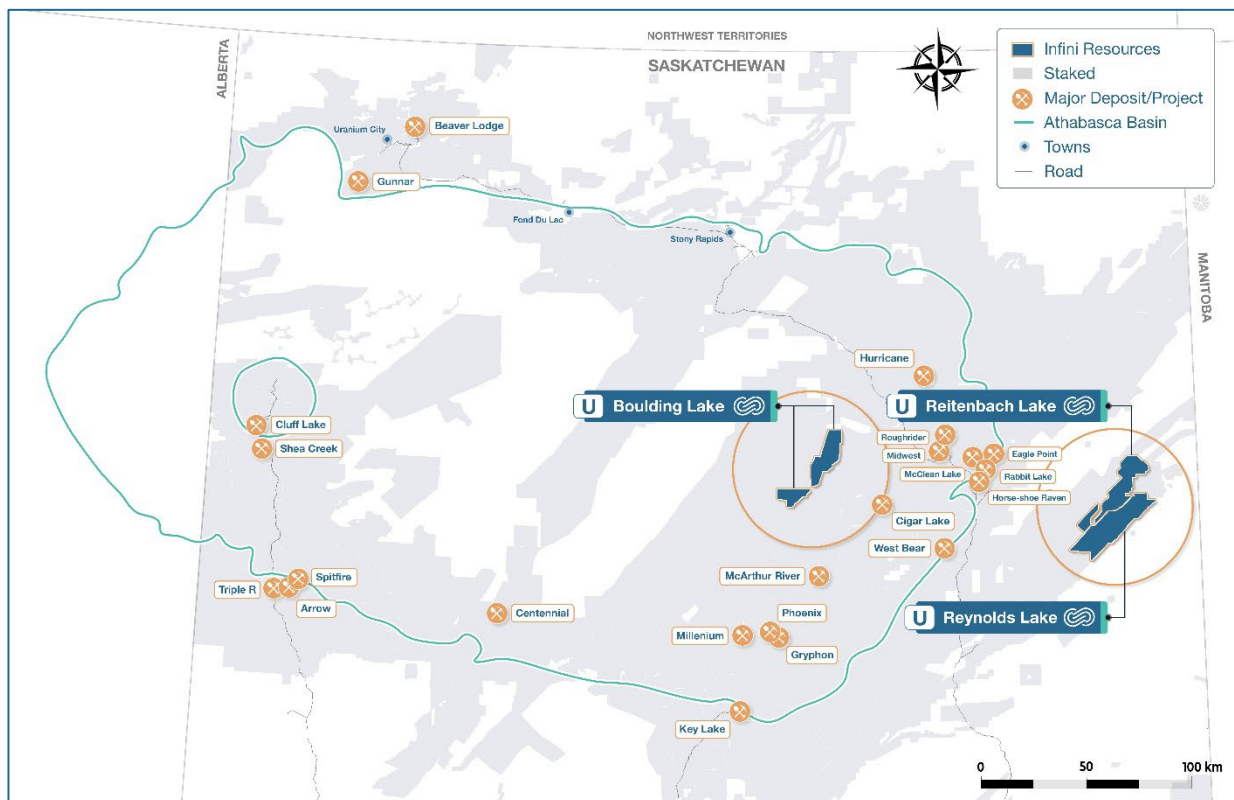 NORTHWEST TERRITORIES
SASKATCHEWAN
ALBERTA
MANITOBA
Infini Resources
Staked
Major Deposit/Project
Athabasca Basin
Towns
Road
Uranium City
Beaver Lodge
Gunnar
Fond Du Lac
Stony Rapids
Hurricane
U Boulding Lake
U Reitenbach Lake
Cluff Lake
Shea Creek
Roughrider
Midwest
McClean Lake
Eagle Point
Rabbit Lake
Horse-shoe Raven
Cigar Lake
West Bear
Spitfire
Triple R
Arrow
Centennial
McArthur River
Phoenix
Millenium
Gryphon
U Reynolds Lake
Key Lake
0 50 100 km